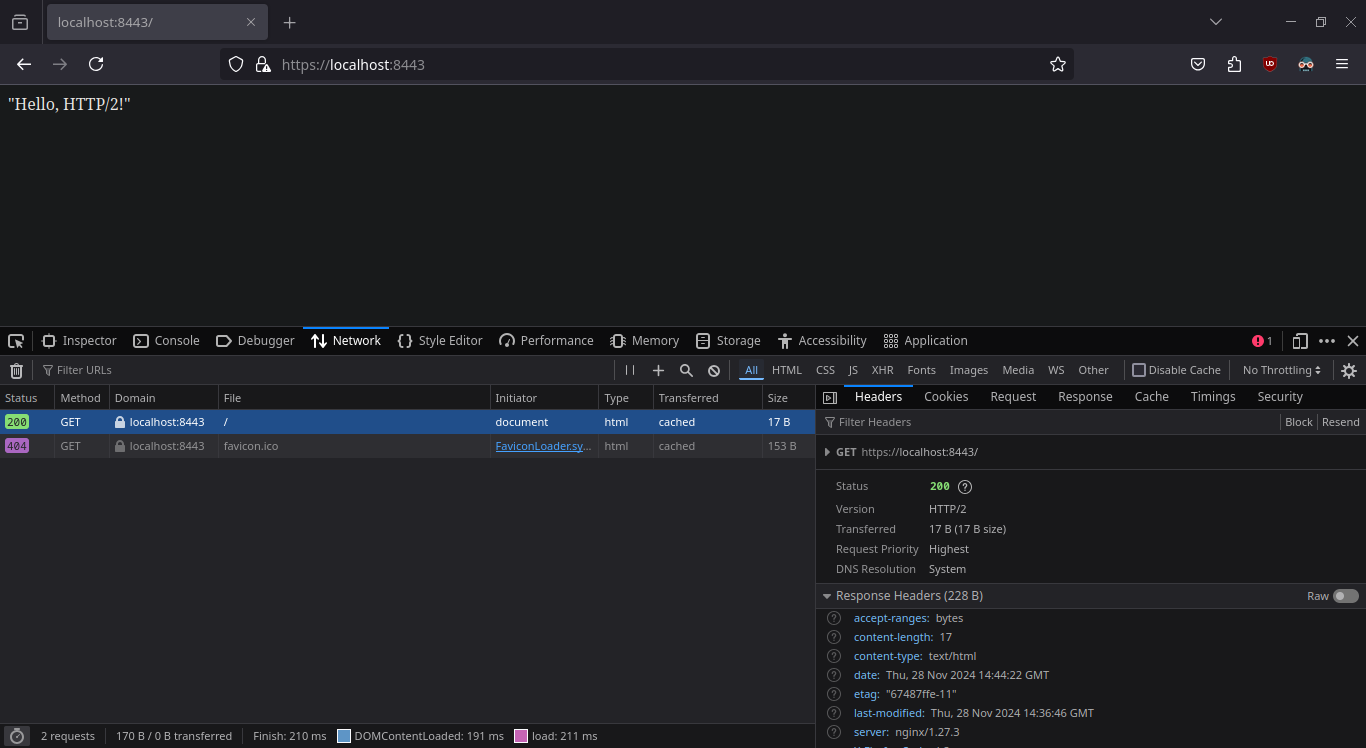 localhost:8443/
https://localhost:8443
"Hello, HTTP/2!"
Inspector Console Debugger Network Style Editor Performance Memory Storage Accessibility Application 1
Filter URLs All HTML CSS JS XHR Fonts Images Media WS Other Disable Cache No Throttling
Status Method Domain File Initiator Type Transferred Size
200 GET localhost:8443 / document html cached 17 B
404 GET localhost:8443 favicon.ico FaviconLoader.sy... html cached 153 B
2 requests 170 B / 0 B transferred Finish: 210 ms DOMContentLoaded: 191 ms load: 211 ms
Headers Cookies Request Response Cache Timings Security
Filter Headers Block Resend
GET https://localhost:8443/
Status 200 ?
Version HTTP/2
Transferred 17 B (17 B size)
Request Priority Highest
DNS Resolution System
Response Headers (228 B) Raw
? accept-ranges: bytes
? content-length: 17
? content-type: text/html
? date: Thu, 28 Nov 2024 14:44:22 GMT
? etag: "67487ffe-11"
? last-modified: Thu, 28 Nov 2024 14:36:46 GMT
? server: nginx/1.27.3